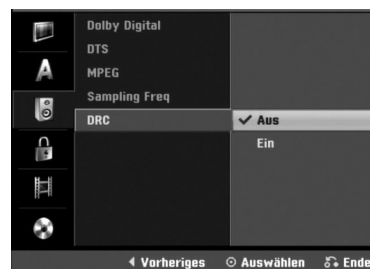 Dolby Digital
DTS
A
MPEG
Sampling Freq
DRC ✓ Aus
Ein
Vorheriges Auswählen Ende